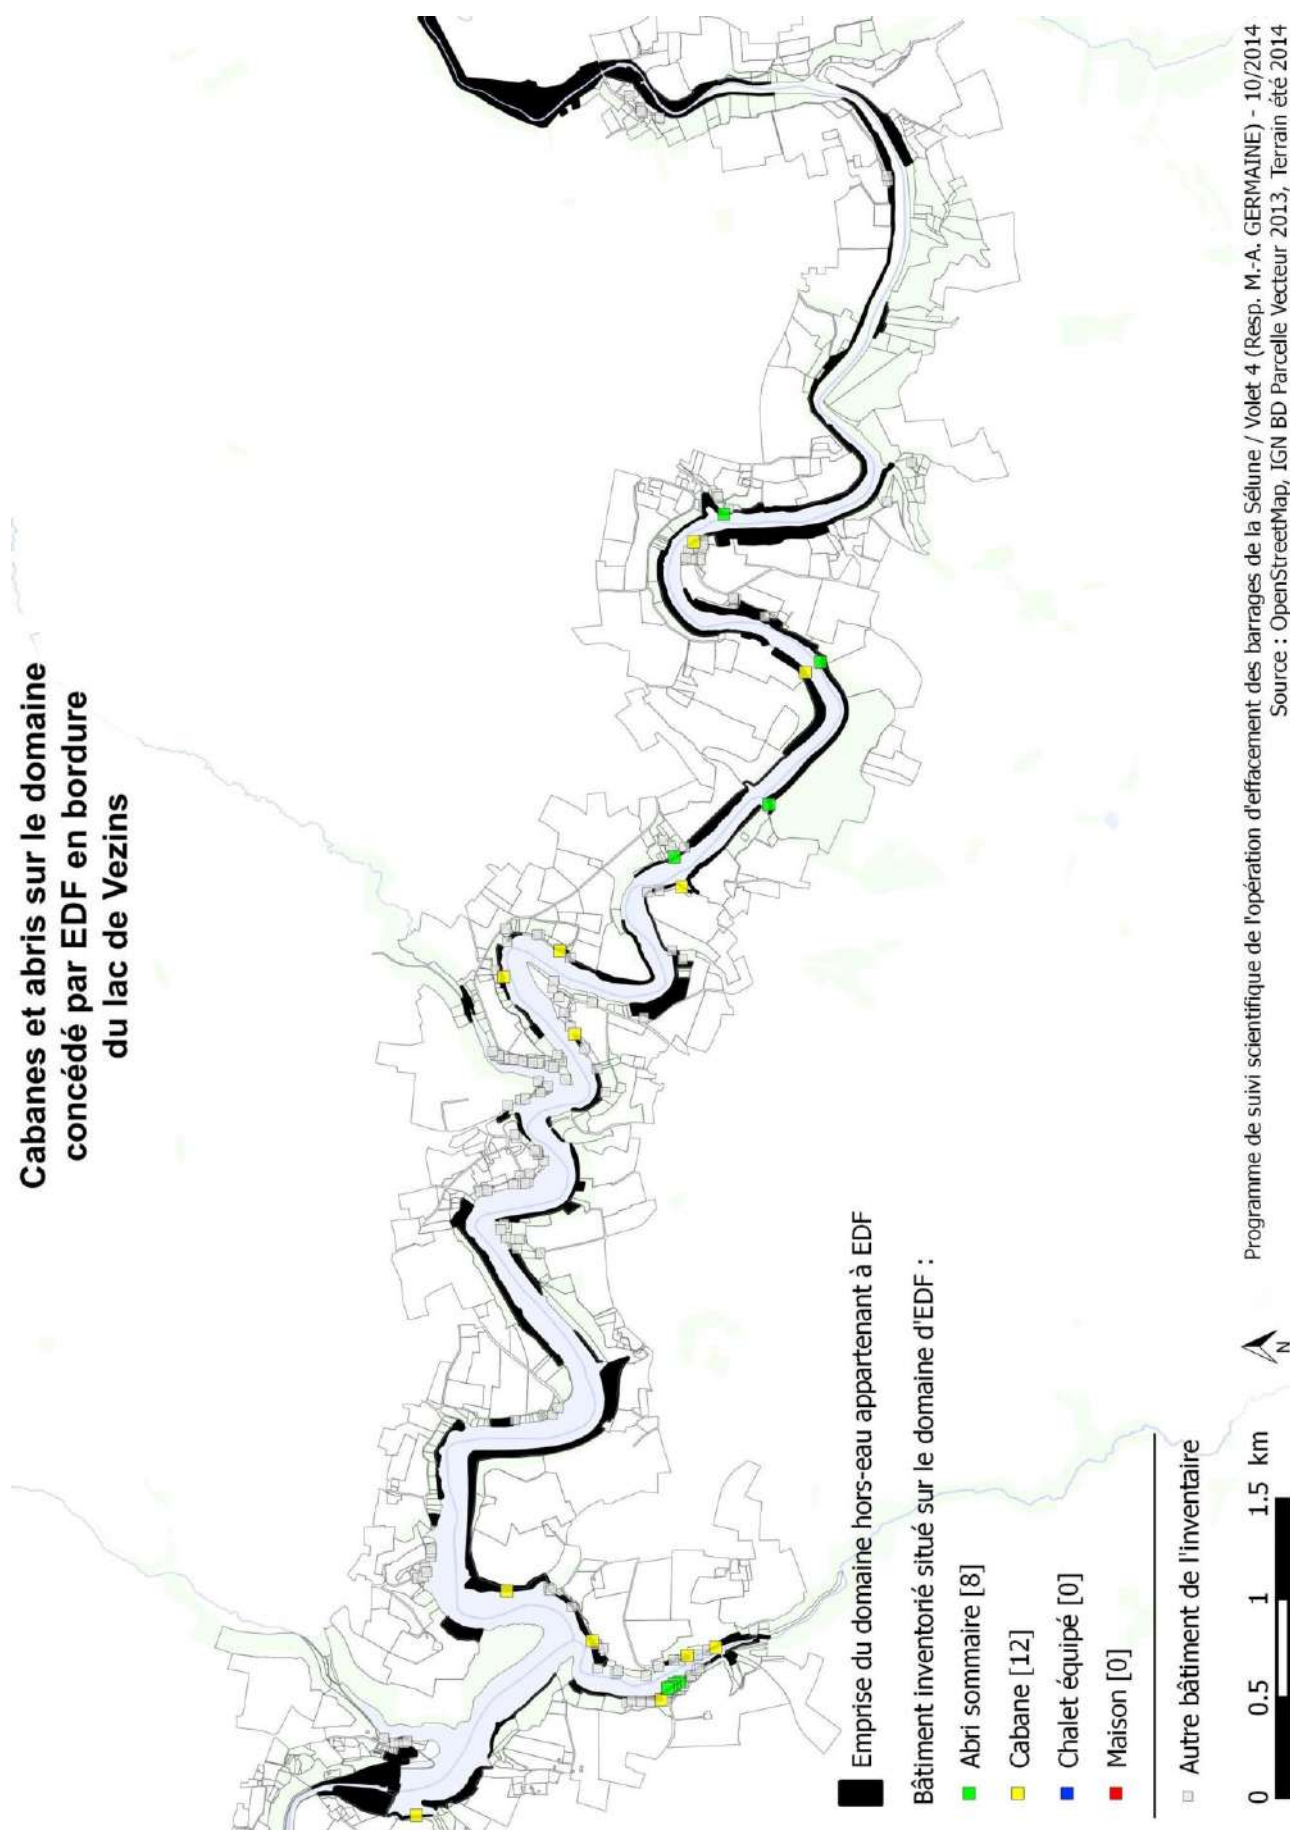 Cabanes et abris sur le domaine
concédé par EDF en bordure
du lac de Vezins
Emprise du domaine hors-eau appartenant à EDF
Bâtiment inventorié situé sur le domaine d'EDF :
Abri sommaire [8]
Cabane [12]
Chalet équipé [0]
Maison [0]
Autre bâtiment de l'inventaire
0 0.5 1 1.5 km
N
Programme de suivi scientifique de l'opération d'effacement des barrages de la Sélune / Volet 4 (Resp. M.-A. GERMAINE) - 10/2014
Source : OpenStreetMap, IGN BD Parcelle Vecteur 2013, Terrain été 2014